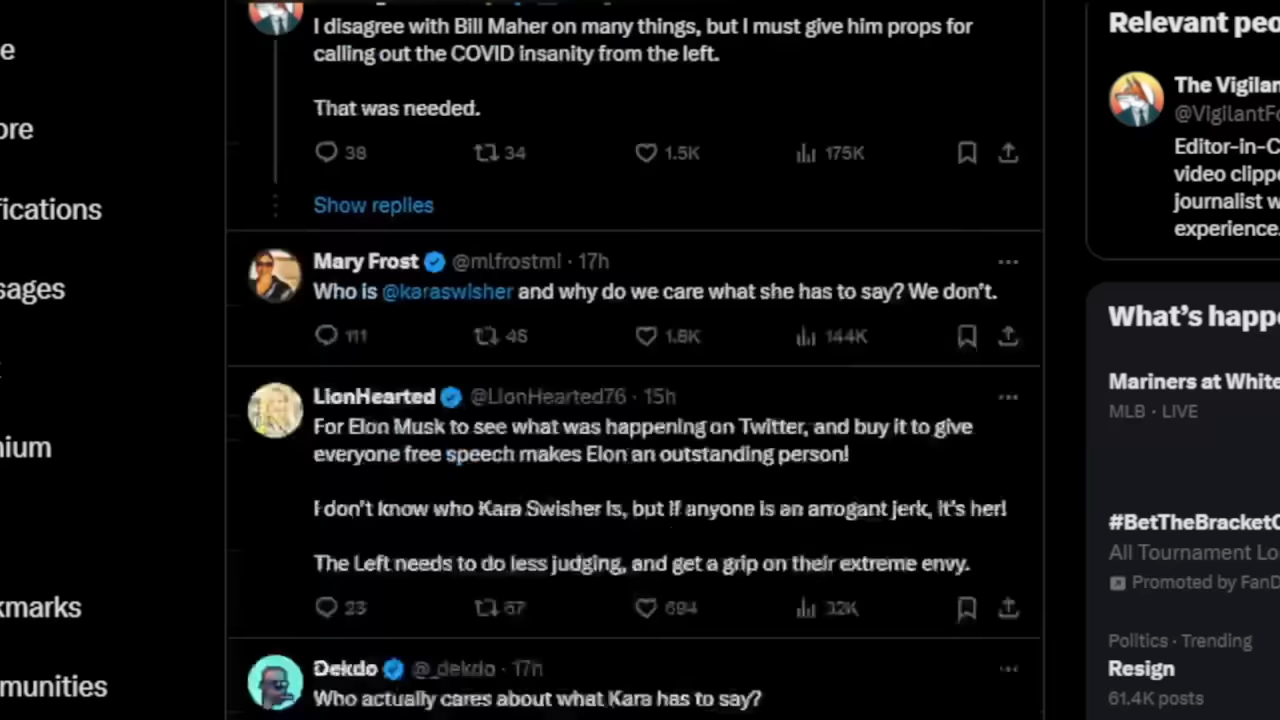 I disagree with Bill Maher on many things, but I must give him props for
calling out the COVID insanity from the left.
That was needed.
38 34 1.5K 175K
Show replies
Mary Frost @mlfrostml · 17h
Who is @karaswisher and why do we care what she has to say? We don't.
111 46 1.8K 144K
LionHearted @LionHearted76 · 15h
For Elon Musk to see what was happening on Twitter, and buy it to give
everyone free speech makes Elon an outstanding person!
I don't know who Kara Swisher is, but if anyone is an arrogant jerk, it's her!
The Left needs to do less judging, and get a grip on their extreme envy.
23 67 694 32K
Dekdo @_dekdo · 17h
Who actually cares about what Kara has to say?
e
ore
fications
sages
nium
kmarks
munities
Relevant peo
The Vigilan
@VigilantFo
Editor-in-C
video clippe
journalist w
experience.
What's happe
Mariners at White
MLB · LIVE
#BetTheBracketC
All Tournament Lo
Promoted by FanD
Politics · Trending
Resign
61.4K posts